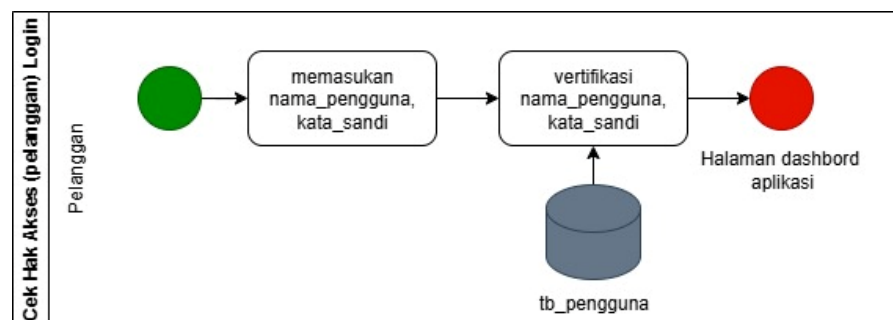 Cek Hak Akses (pelanggan) Login
Pelanggan
memasukan
nama_pengguna,
kata_sandi
vertifikasi
nama_pengguna,
kata_sandi
Halaman dashbord
aplikasi
tb_pengguna